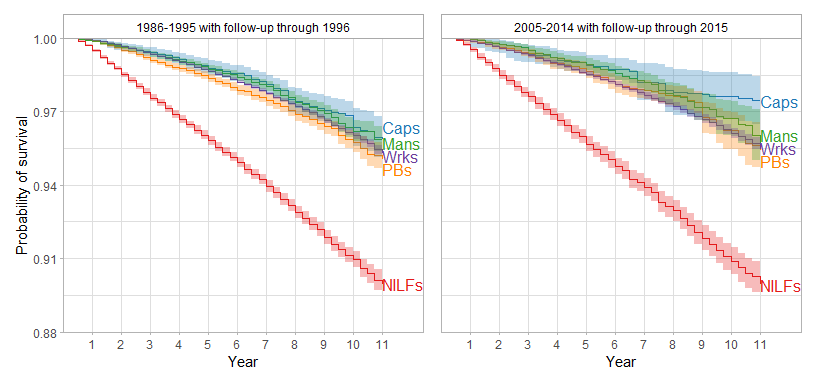 1986-1995 with follow-up through 1996
2005-2014 with follow-up through 2015
Probability of survival
1.00
0.97
0.94
0.91
0.88
Caps
Mans
Wrks
PBs
NILFs
Caps
Mans
Wrks
PBs
NILFs
1 2 3 4 5 6 7 8 9 10 11
1 2 3 4 5 6 7 8 9 10 11
Year
Year